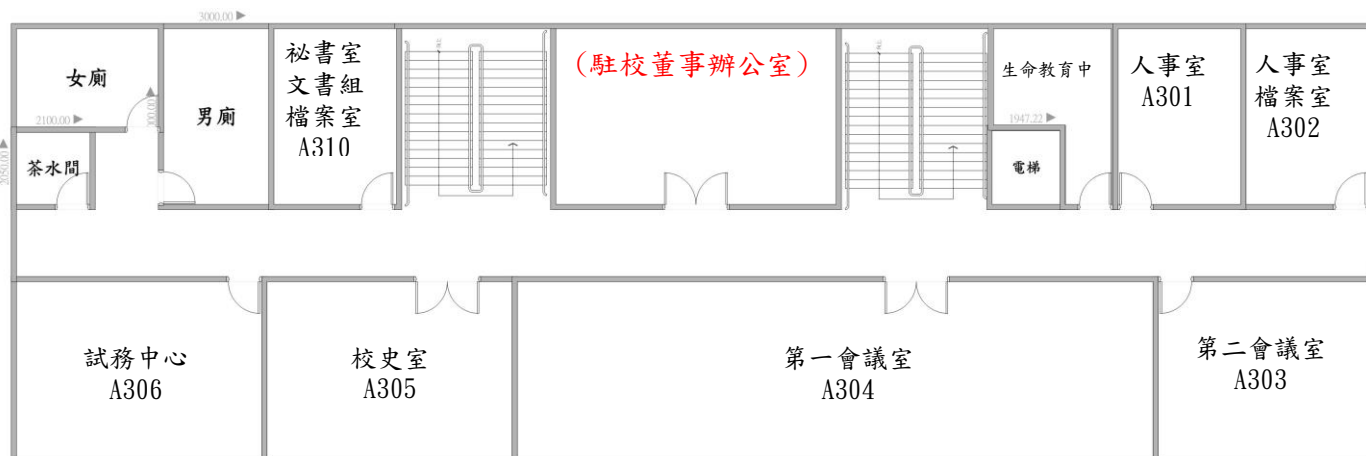 3000.00
女廁
2100.00
2050.00
茶水間
男廁
祕書室
文書組
檔案室
A310
(駐校董事辦公室)
生命教育中
1947.22
電梯
人事室
A301
人事室
檔案室
A302
試務中心
A306
校史室
A305
第一會議室
A304
第二會議室
A303